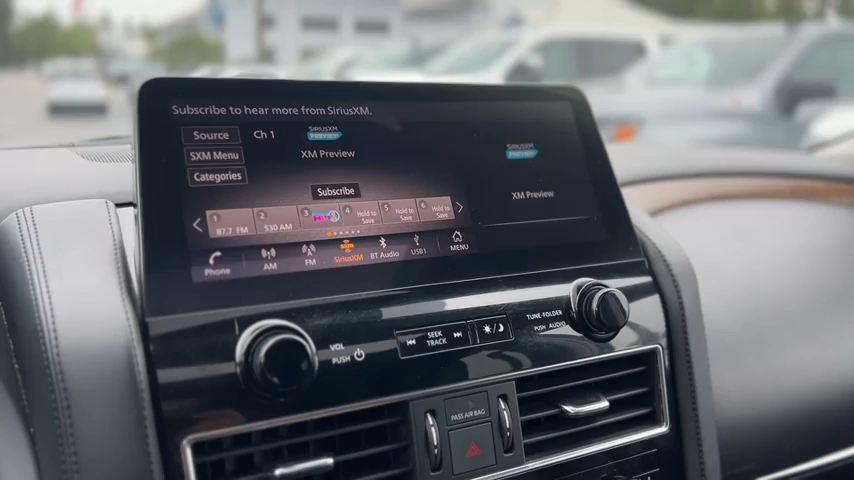 Subscribe to hear more from SiriusXM.
Source
Ch 1
SIRIUSXM
PREVIEW
SXM Menu
XM Preview
Categories
Subscribe
SIRIUSXM
PREVIEW
XM Preview
1
87.7 FM
2
530 AM
3
4
Hold to
Save
5
Hold to
Save
6
Hold to
Save
Phone
AM
FM
SXM
SiriusXM
BT Audio
USB1
MENU
VOL
PUSH
SEEK
TRACK
TUNE·FOLDER
PUSH AUDIO
PASS AIR BAG